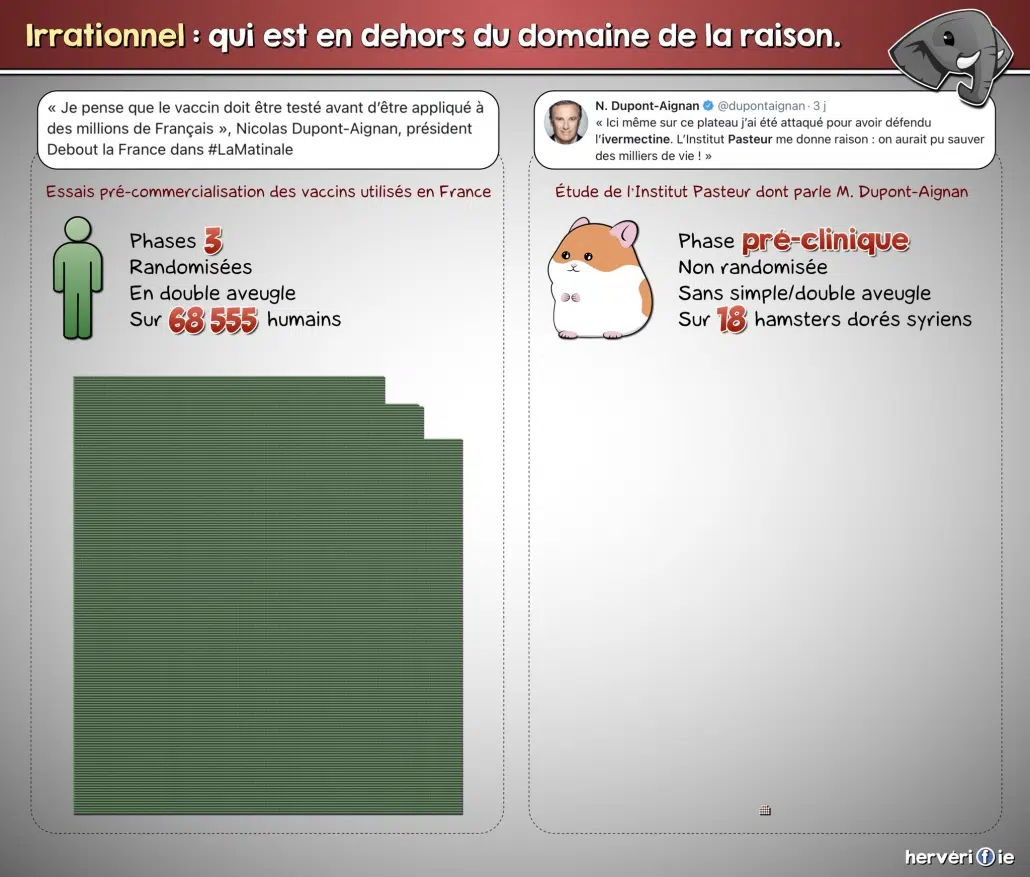 Irrationnel : qui est en dehors du domaine de la raison.
« Je pense que le vaccin doit être testé avant d’être appliqué à
des millions de Français », Nicolas Dupont-Aignan, président
Debout la France dans #LaMatinale
Essais pré-commercialisation des vaccins utilisés en France
Phases 3
Randomisées
En double aveugle
Sur 68 555 humains
N. Dupont-Aignan @dupontaignan · 3 j
« Ici même sur ce plateau j’ai été attaqué pour avoir défendu
l’ivermectine. L’Institut Pasteur me donne raison : on aurait pu sauver
des milliers de vie ! »
Étude de l'Institut Pasteur dont parle M. Dupont-Aignan
Phase pré-clinique
Non randomisée
Sans simple/double aveugle
Sur 18 hamsters dorés syriens
hervérifie